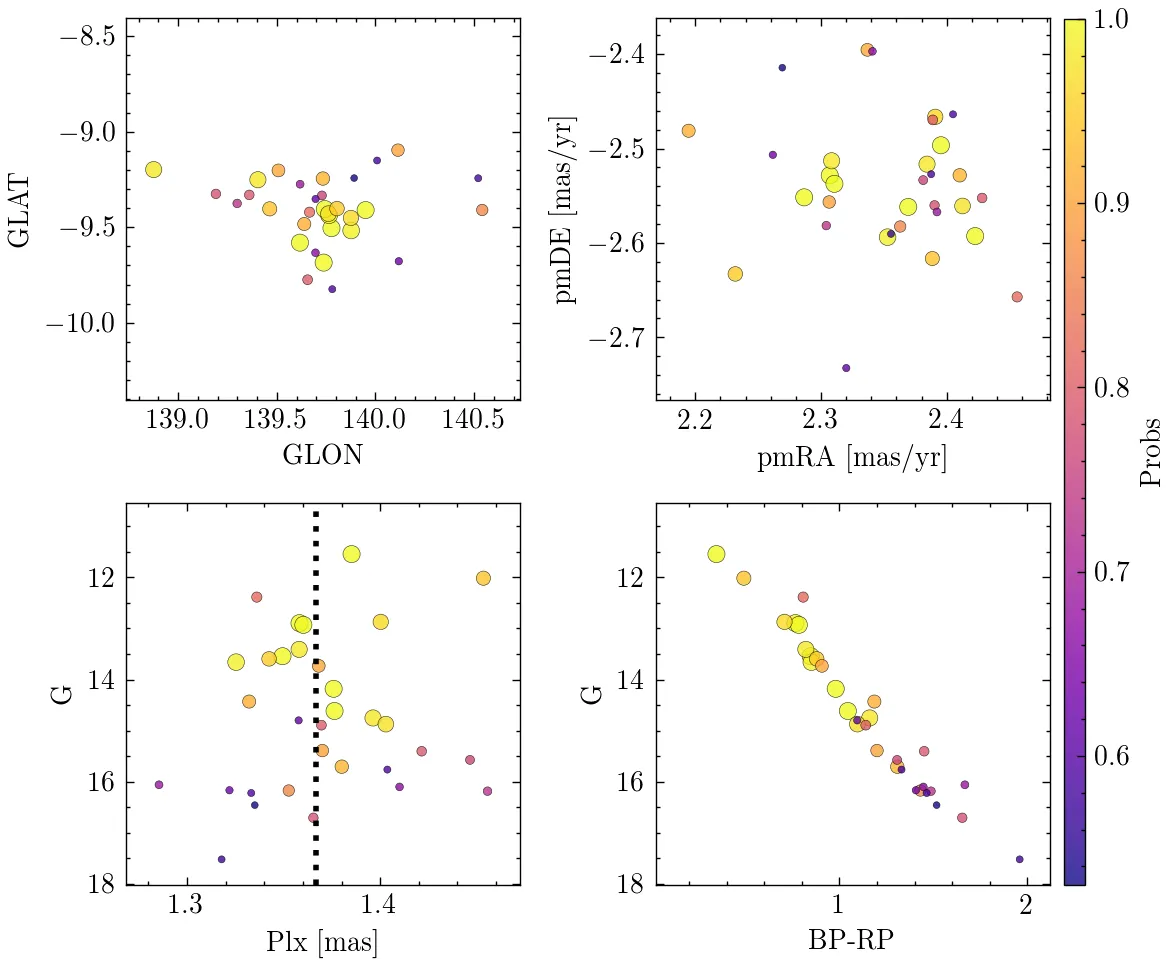 −8.5
−9.0
−9.5
−10.0
GLAT
139.0 139.5 140.0 140.5
GLON
−2.4
−2.5
−2.6
−2.7
pmDE [mas/yr]
2.2 2.3 2.4
pmRA [mas/yr]
12
14
16
18
G
1.3 1.4
Plx [mas]
12
14
16
18
G
1 2
BP-RP
1.0
0.9
0.8
0.7
0.6
Probs